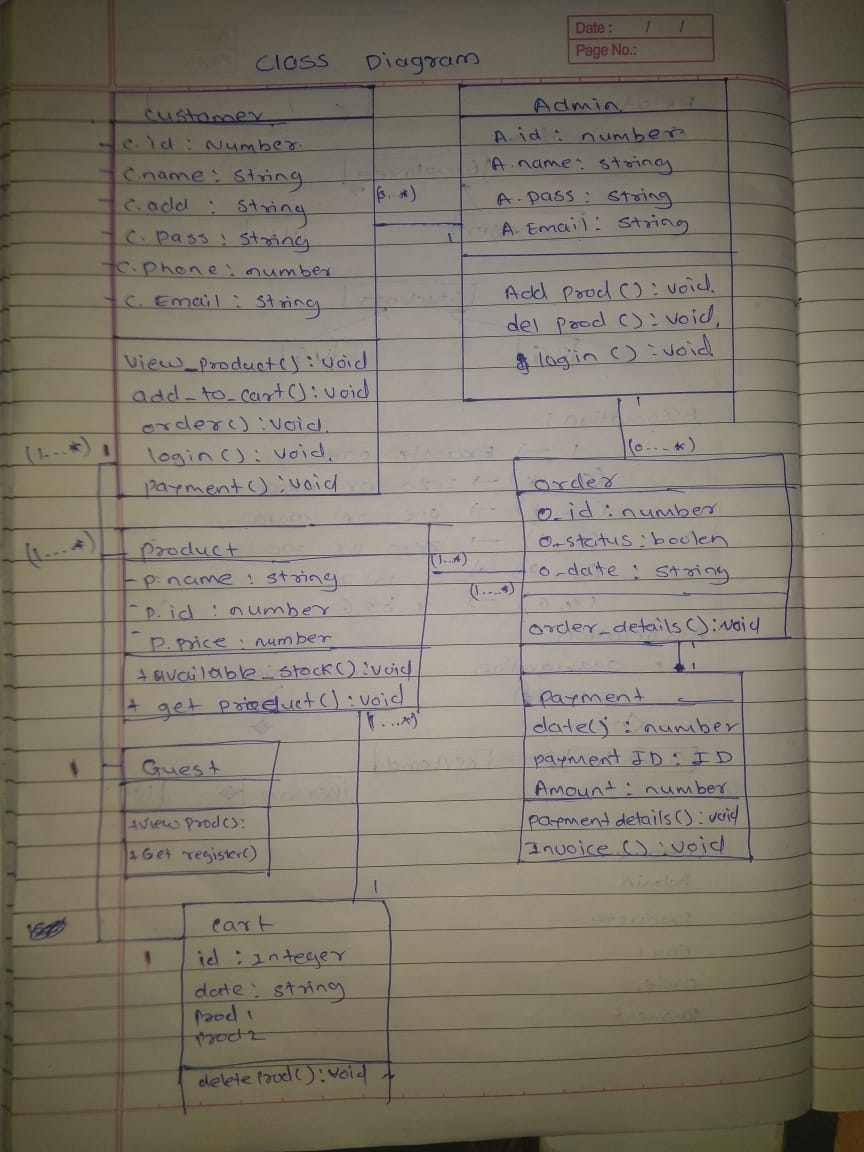 Date : / /
Page No.:
Class Diagram
Customer
- C.id : Number.
- C.name : String
- C.add : String
- C. Pass : String
- C.phone : number
- C. Email : String
view_product() : void
add-to-cart() : void
order() : void.
login() : void.
payment() : void
Admin
A.id : number
A.name : string
A. pass : String
A. Email : String
Add prod () : void.
del prod () : void,
login () : void.
*)
1
1
(0...*)
order
o.id : number
o-status : boolen
o-date : String
order_details() : void
(1...*)
1
(1...*)
product
- p.name : string
- p.id : number
- p.price : number
+ available_stock() : void
+ get product() : void
(1...*)
(1....*)
1
1
payment
date() : number
payment ID : ID
Amount : number
payment details() : void
Invoice () : void
(1...*)
1
1
Guest
+view prod():
+ Get register()
1
cart
id : Integer
date : string
prod 1
prod 2
delete Prod() : void